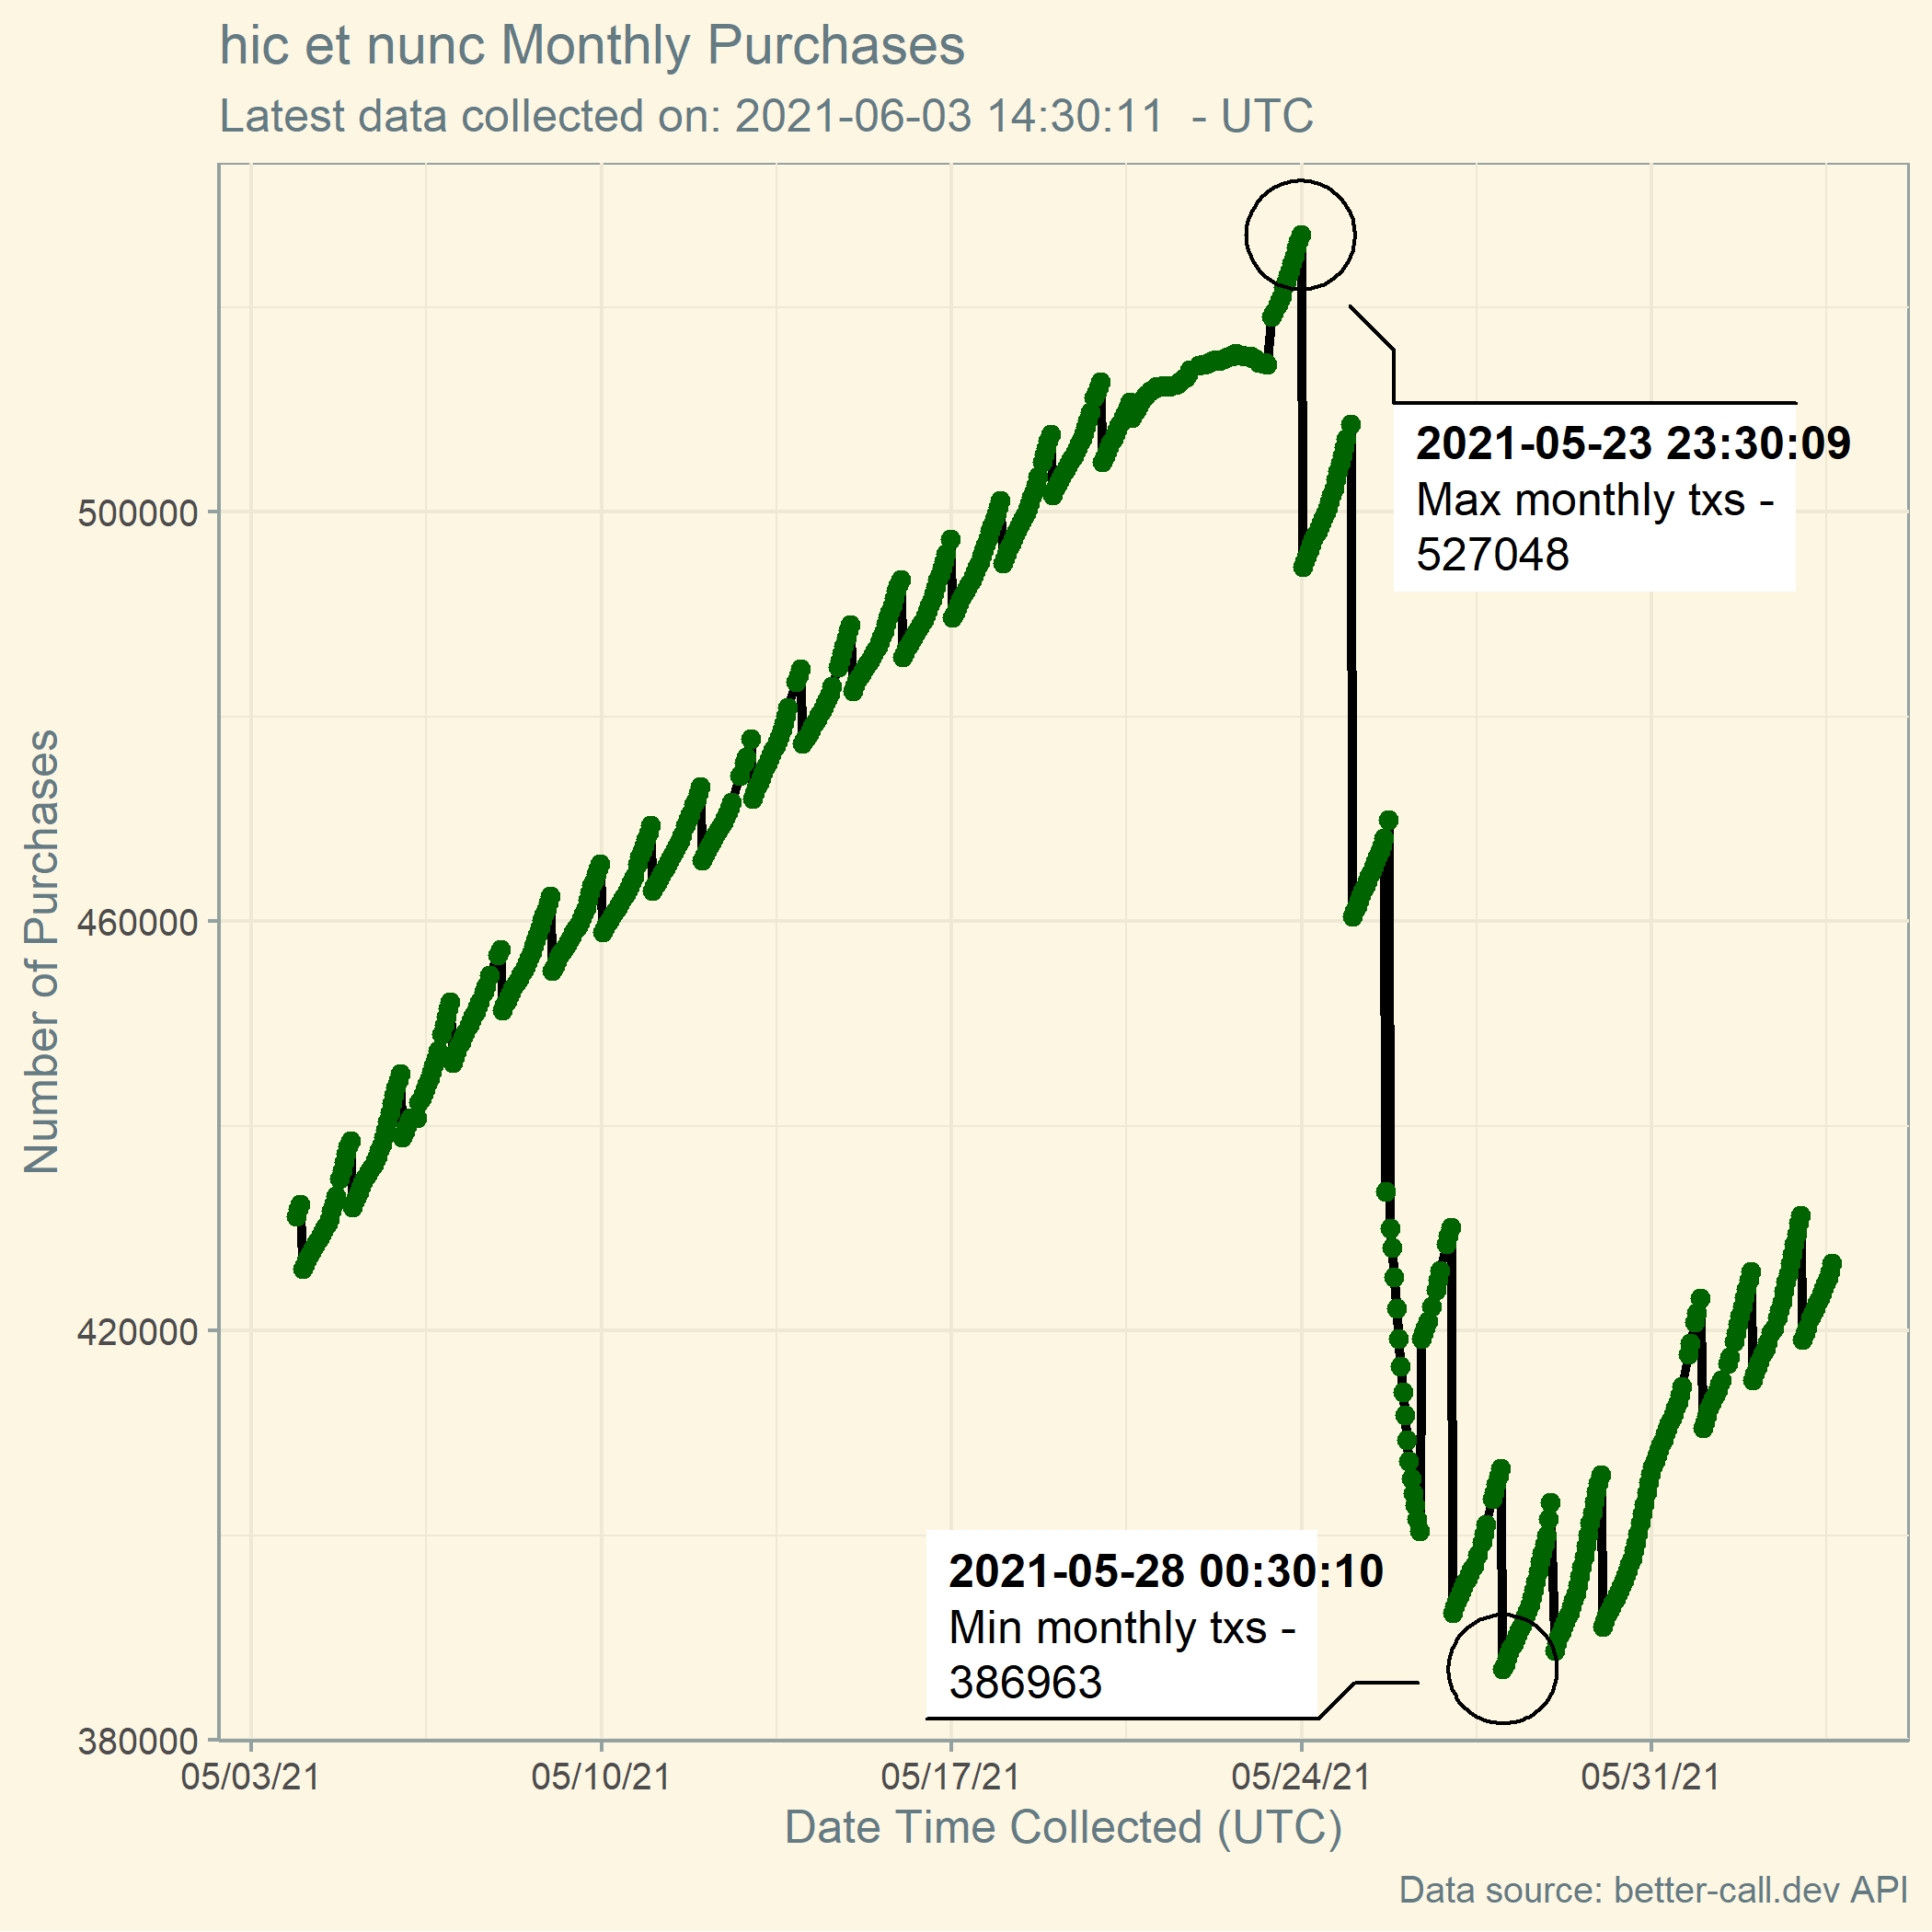 hic et nunc Monthly Purchases
Latest data collected on: 2021-06-03 14:30:11  - UTC
Number of Purchases
500000
460000
420000
380000
2021-05-23 23:30:09
Max monthly txs -
527048
2021-05-28 00:30:10
Min monthly txs -
386963
05/03/21 05/10/21 05/17/21 05/24/21 05/31/21
Date Time Collected (UTC)
Data source: better-call.dev API